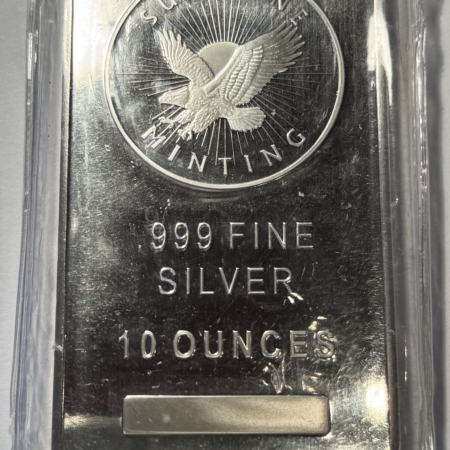 MINTING
.999 FINE
SILVER
10 OUNCES